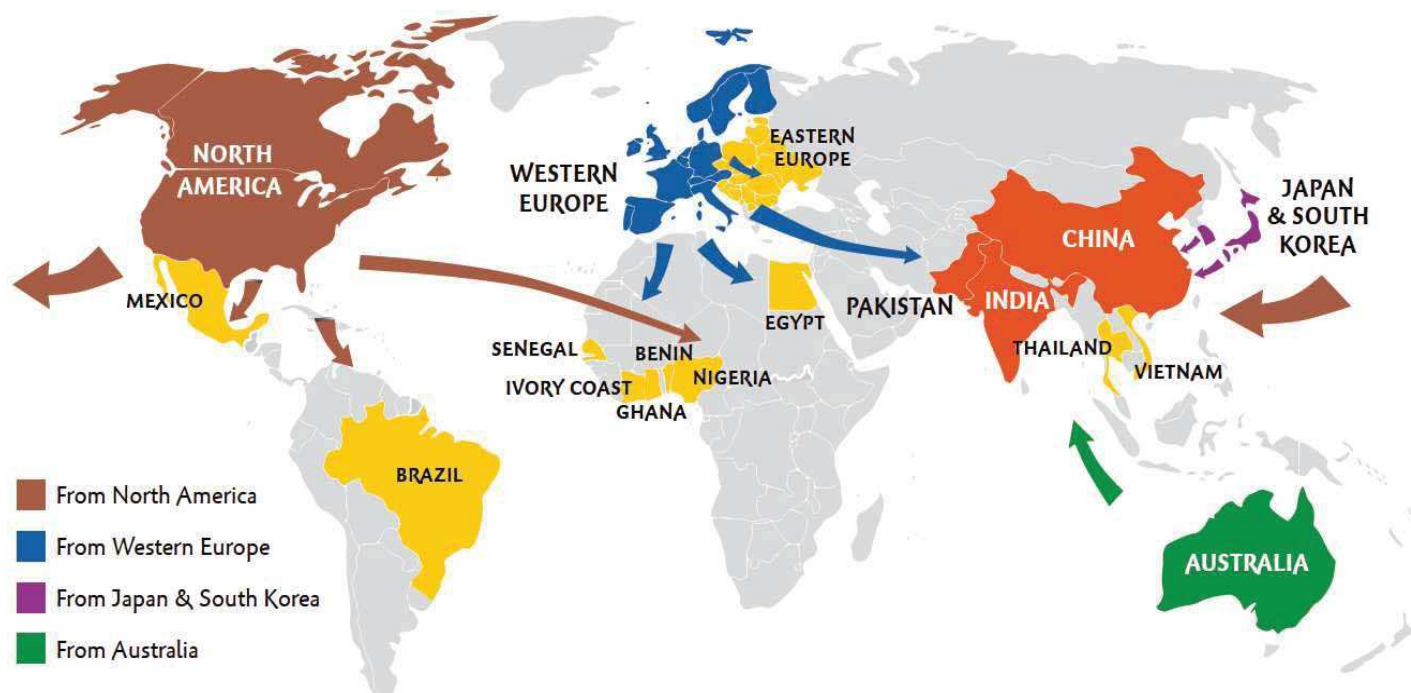 NORTH
AMERICA
WESTERN
EUROPE
EASTERN
EUROPE
JAPAN
& SOUTH
KOREA
CHINA
MEXICO
PAKISTAN
INDIA
EGYPT
SENEGAL
BENIN
THAILAND
NIGERIA
VIETNAM
IVORY COAST
GHANA
BRAZIL
AUSTRALIA
From North America
From Western Europe
From Japan & South Korea
From Australia